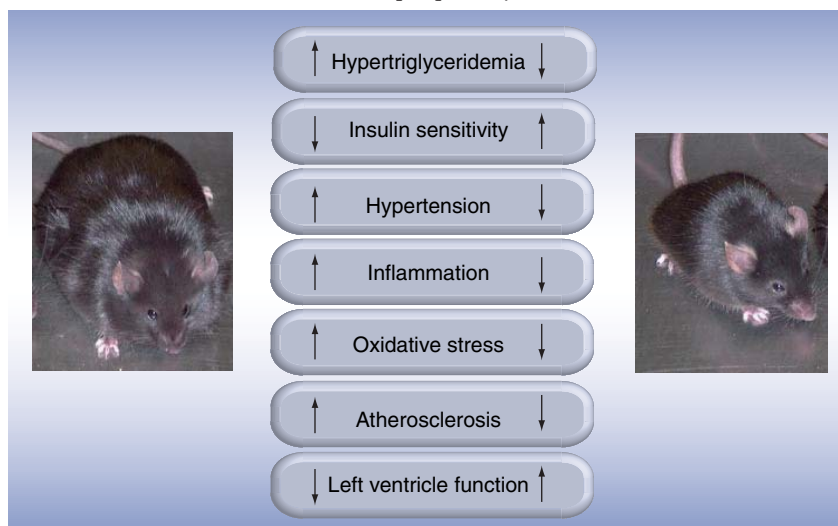 ↑ Hypertriglyceridemia ↓
↓ Insulin sensitivity ↑
↑ Hypertension ↓
↑ Inflammation ↓
↑ Oxidative stress ↓
↑ Atherosclerosis ↓
↓ Left ventricle function ↑